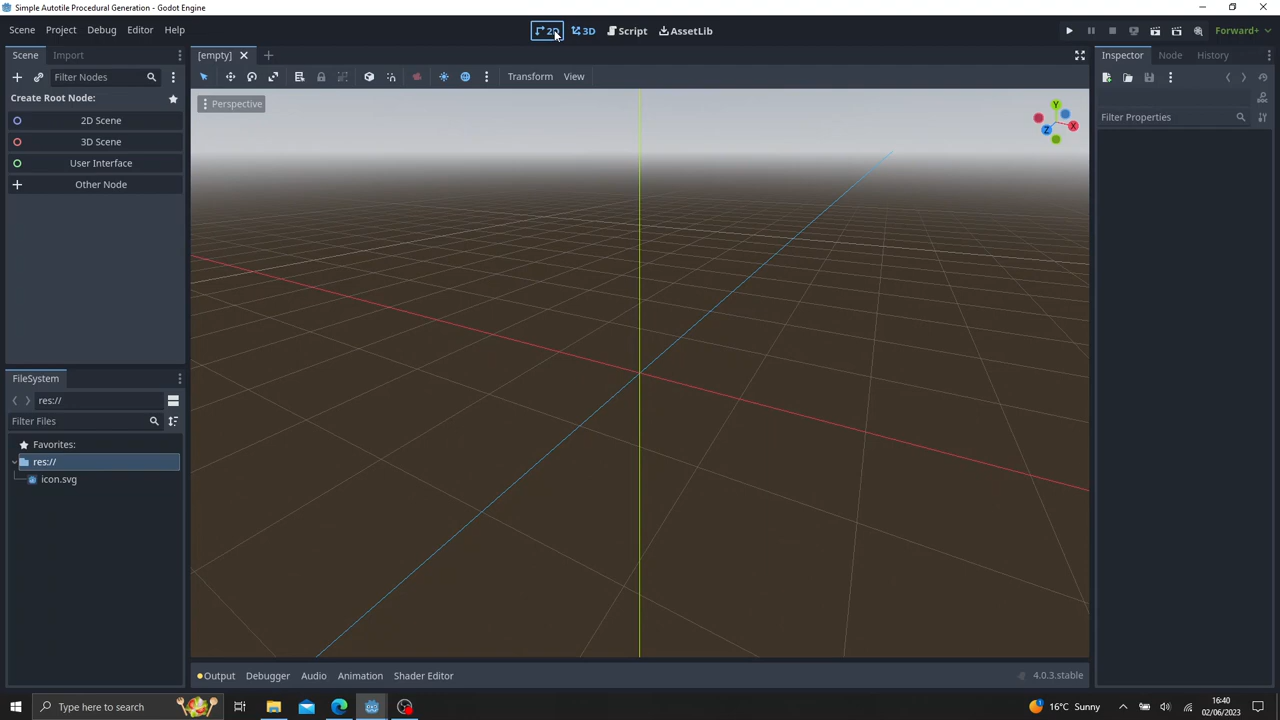 Simple Autotile Procedural Generation - Godot Engine
Scene Project Debug Editor Help
2D 3D Script AssetLib
Forward+
Scene Import
[empty]
Inspector Node History
Filter Nodes
Transform View
Create Root Node:
Perspective
Y
X
Z
Filter Properties
2D Scene
3D Scene
User Interface
Other Node
FileSystem
res://
Filter Files
Favorites:
res://
icon.svg
Output Debugger Audio Animation Shader Editor
4.0.3.stable
Type here to search
16°C Sunny
16:40
02/06/2023